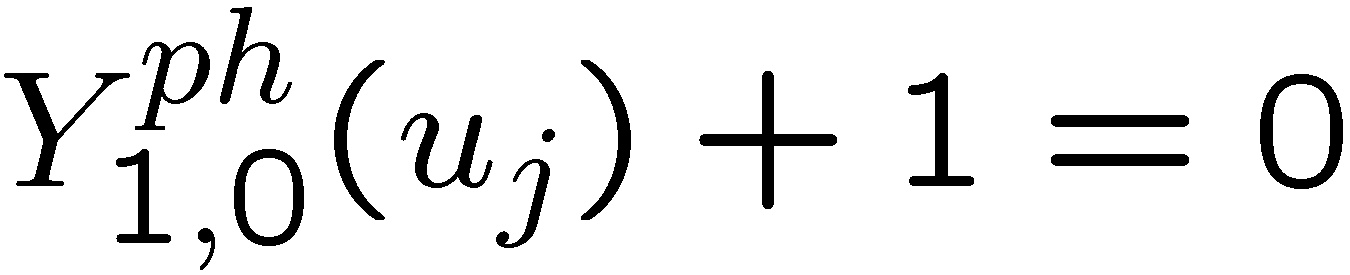 Y^{ph}_{1,0}(u_j) + 1 = 0